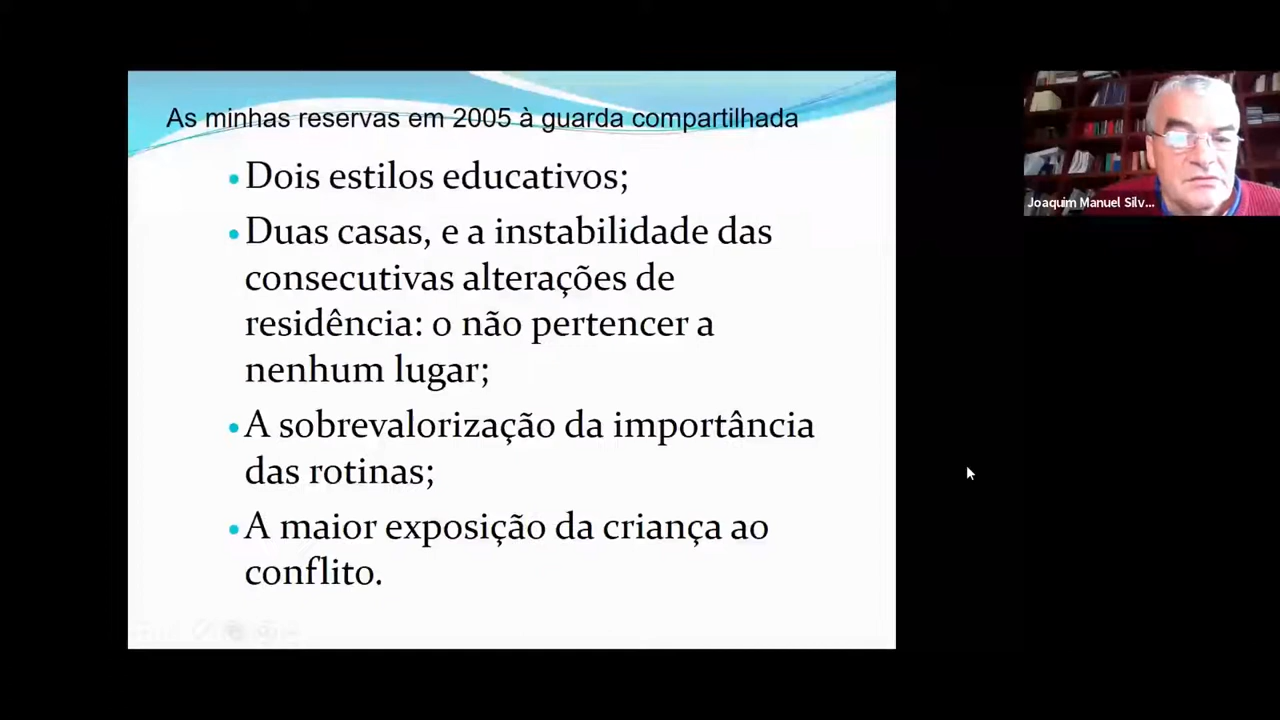 As minhas reservas em 2005 à guarda compartilhada
• Dois estilos educativos;
• Duas casas, e a instabilidade das
consecutivas alterações de
residência: o não pertencer a
nenhum lugar;
• A sobrevalorização da importância
das rotinas;
• A maior exposição da criança ao
conflito.
Joaquim Manuel Silv...